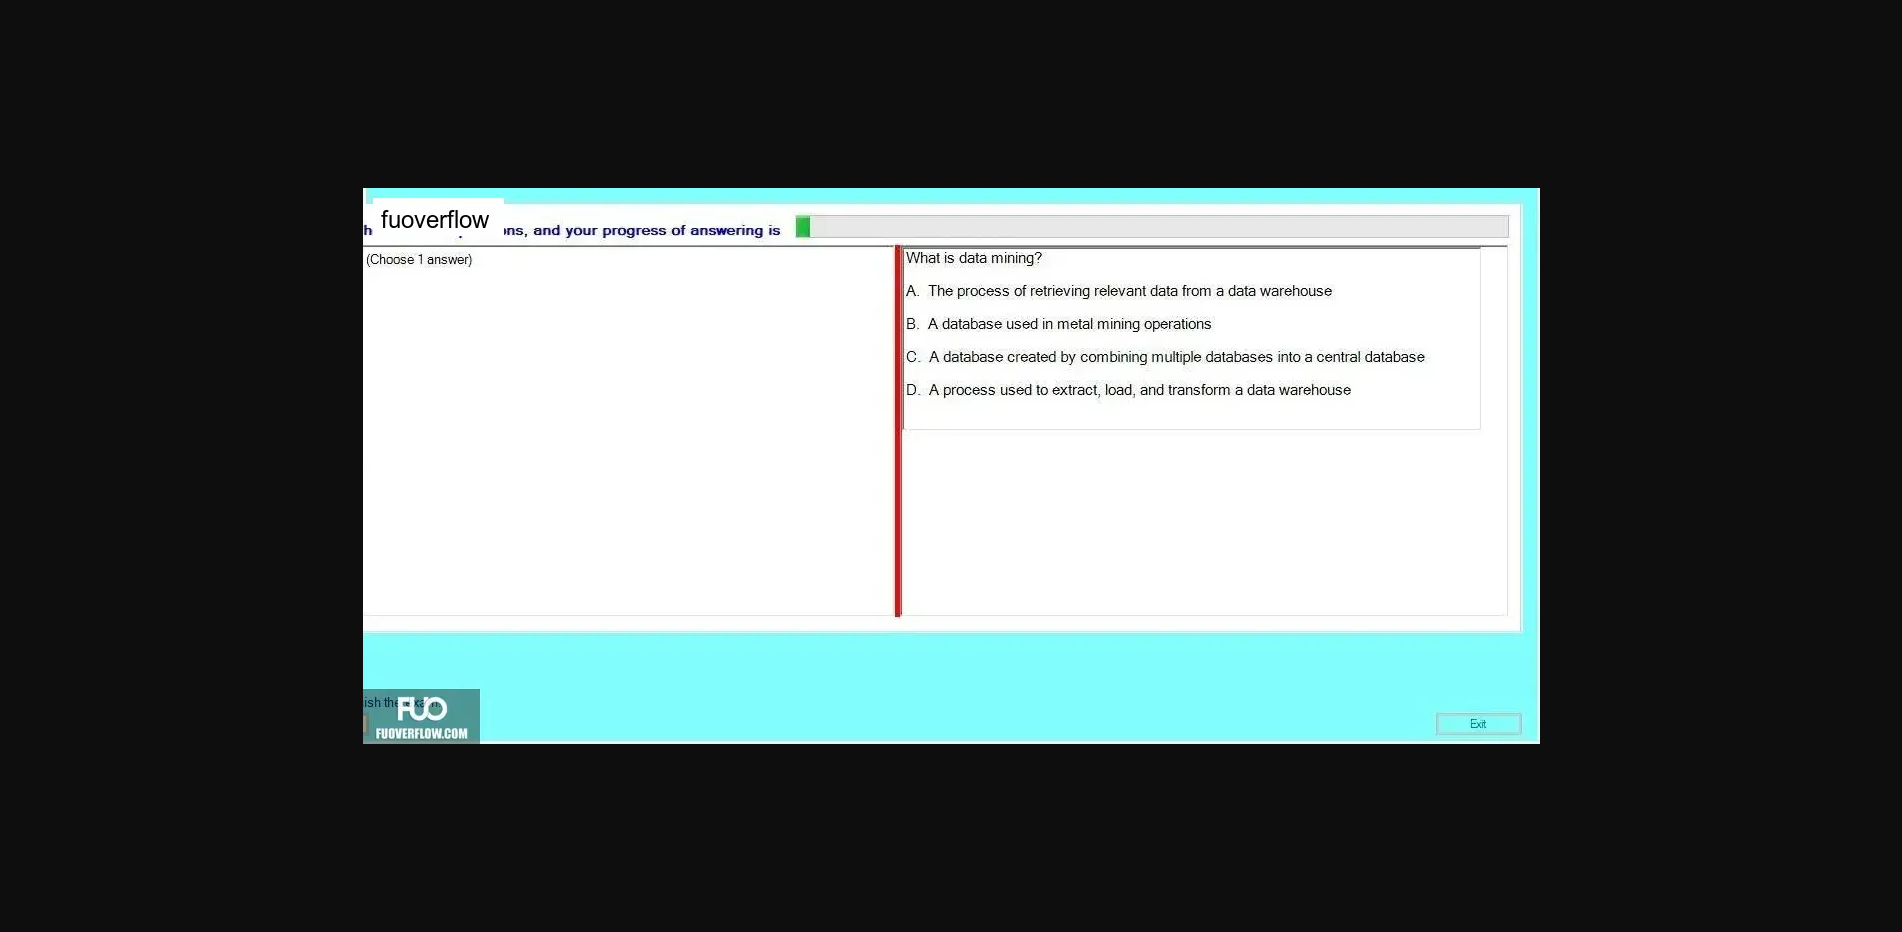 fuoverflow
ons, and your progress of answering is
(Choose 1 answer)
What is data mining?
A. The process of retrieving relevant data from a data warehouse
B. A database used in metal mining operations
C. A database created by combining multiple databases into a central database
D. A process used to extract, load, and transform a data warehouse
ish the
FUO
FUOVERFLOW.COM
Exit